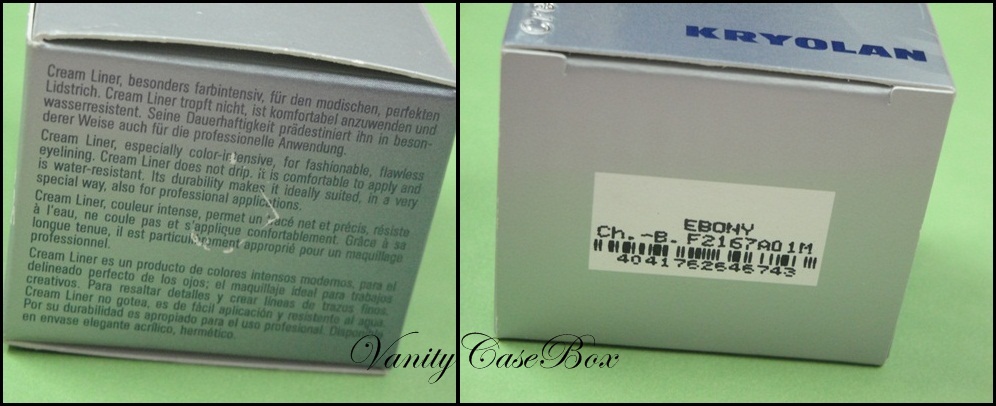 Cream Liner, besonders farbintensiv, für den modischen, perfekten
Lidstrich. Cream Liner tropft nicht, ist komfortabel anzuwenden und
wasserresistent. Seine Dauerhaftigkeit prädestiniert ihn in beson-
derer Weise auch für die professionelle Anwendung.
Cream Liner, especially color-intensive, for fashionable, flawless
eyelining. Cream Liner does not drip. it is comfortable to apply and
is water-resistant. Its durability makes it ideally suited, in a very
special way, also for professional applications.
Cream Liner, couleur intense, permet un tracé net et précis, résiste
à l'eau, ne coule pas et s'applique confortablement. Grâce à sa
longue tenue, il est particulièrement approprié pour un maquillage
professionnel.
Cream Liner es un producto de colores intensos modernos, para el
delineado perfecto de los ojos; el maquillaje ideal para trabajos
creativos. Para resaltar detalles y crear líneas de trazos finos.
Cream Liner no gotea, es de fácil aplicación y resistente al agua.
Por su durabilidad es apropiado para el uso profesional. Disponible
en envase elegante acrílico, hermético.
KRYOLAN
EBONY
Ch.-B. F2167A01M
4041762646743
VanityCaseBox